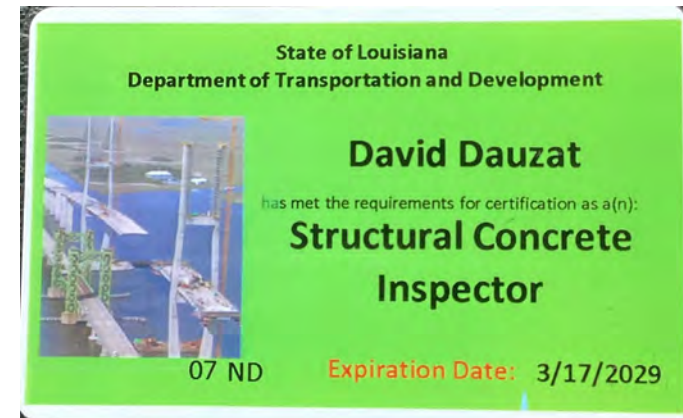 State of Louisiana
Department of Transportation and Development
David Dauzat
has met the requirements for certification as a(n):
Structural Concrete
Inspector
07 ND
Expiration Date: 3/17/2029